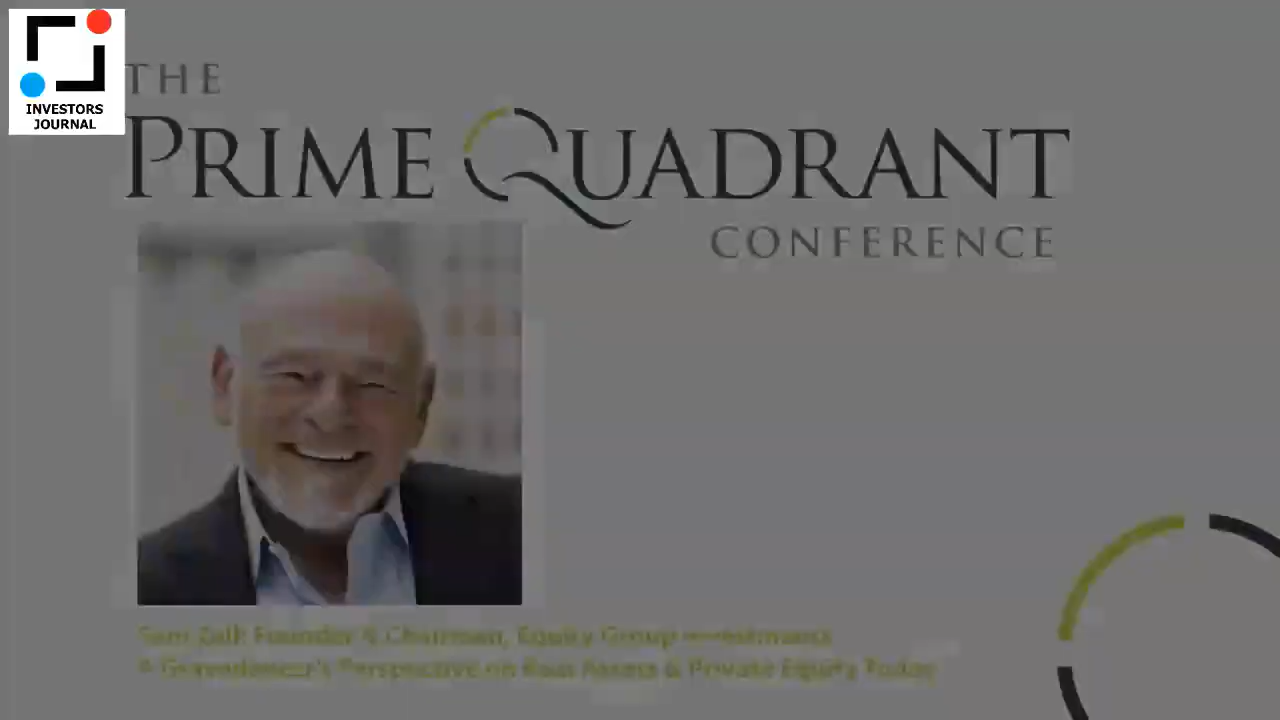 INVESTORS
JOURNAL
THE
PRIME QUADRANT
CONFERENCE
Sam Zell: Founder & Chairman, Equity Group
A Gravedancer's Perspective on Real Assets & Private Equity Today